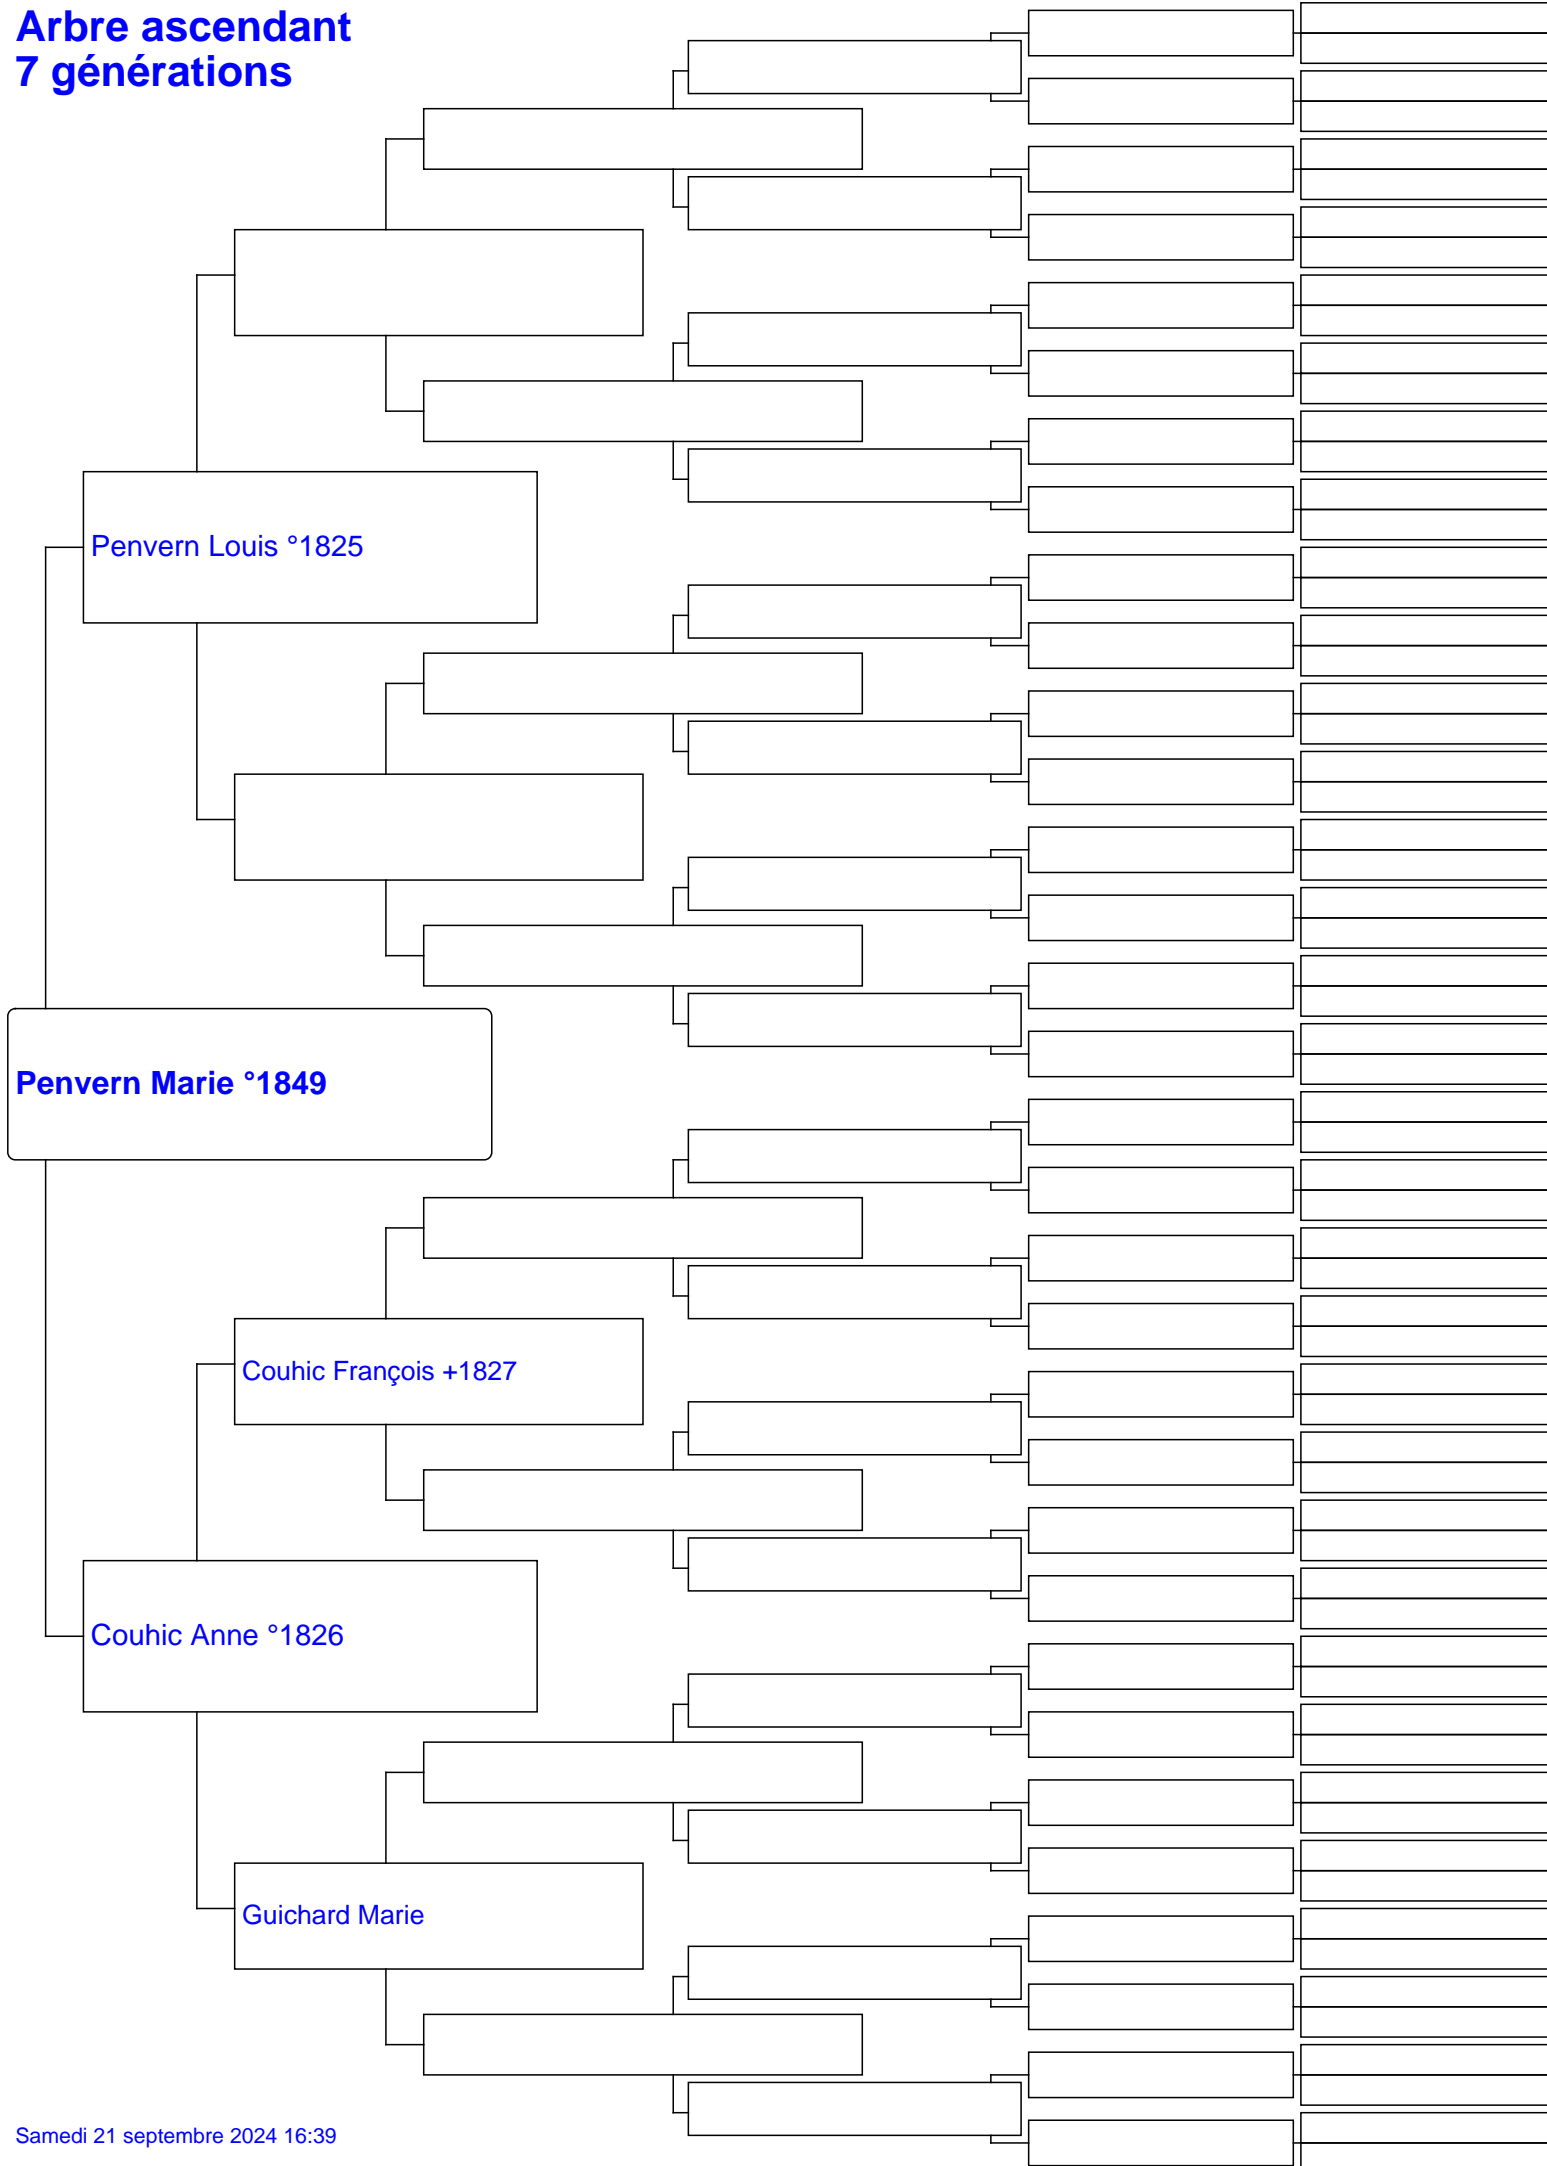 Arbre ascendant
7 générations
Penvern Louis °1825
Penvern Marie °1849
Couhic François +1827
Couhic Anne °1826
Guichard Marie
Samedi 21 septembre 2024 16:39